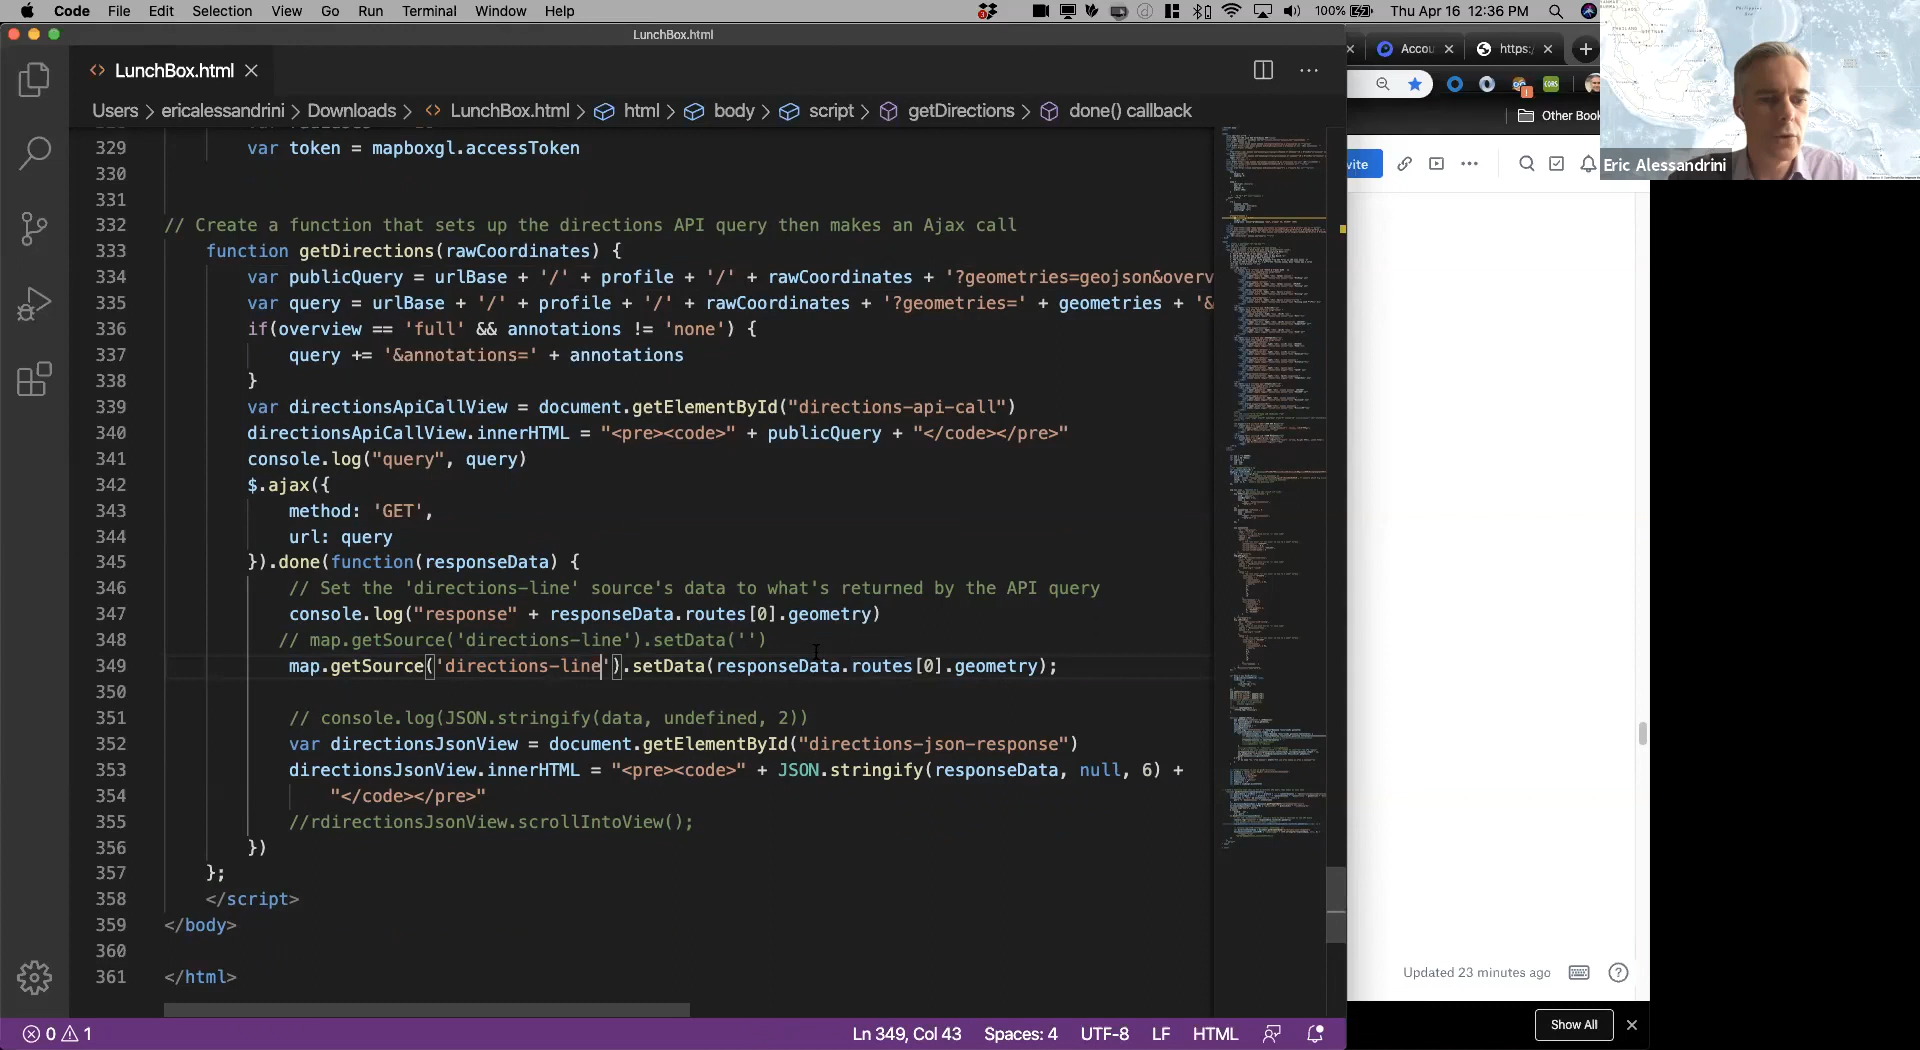 Code File Edit Selection View Go Run Terminal Window Help 100% Thu Apr 16 12:36 PM
LunchBox.html
LunchBox.html
Accou
https:/
Users > ericalessandrini > Downloads > LunchBox.html > html > body > script > getDirections > done() callback
Other Book
vite
Eric Alessandrini
329 var token = mapboxgl.accessToken
330
331
332 // Create a function that sets up the directions API query then makes an Ajax call
333 function getDirections(rawCoordinates) {
334 var publicQuery = urlBase + '/' + profile + '/' + rawCoordinates + '?geometries=geojson&overv
335 var query = urlBase + '/' + profile + '/' + rawCoordinates + '?geometries=' + geometries + '&
336 if(overview == 'full' && annotations != 'none') {
337 query += '&annotations=' + annotations
338 }
339 var directionsApiCallView = document.getElementById("directions-api-call")
340 directionsApiCallView.innerHTML = "<pre><code>" + publicQuery + "</code></pre>"
341 console.log("query", query)
342 $.ajax({
343 method: 'GET',
344 url: query
345 }).done(function(responseData) {
346 // Set the 'directions-line' source's data to what's returned by the API query
347 console.log("response" + responseData.routes[0].geometry)
348 // map.getSource('directions-line').setData('')
349 map.getSource('directions-line').setData(responseData.routes[0].geometry);
350
351 // console.log(JSON.stringify(data, undefined, 2))
352 var directionsJsonView = document.getElementById("directions-json-response")
353 directionsJsonView.innerHTML = "<pre><code>" + JSON.stringify(responseData, null, 6) +
354 "</code></pre>"
355 //rdirectionsJsonView.scrollIntoView();
356 })
357 };
358 </script>
359 </body>
360
361 </html>
Updated 23 minutes ago
Show All
0 1 Ln 349, Col 43 Spaces: 4 UTF-8 LF HTML